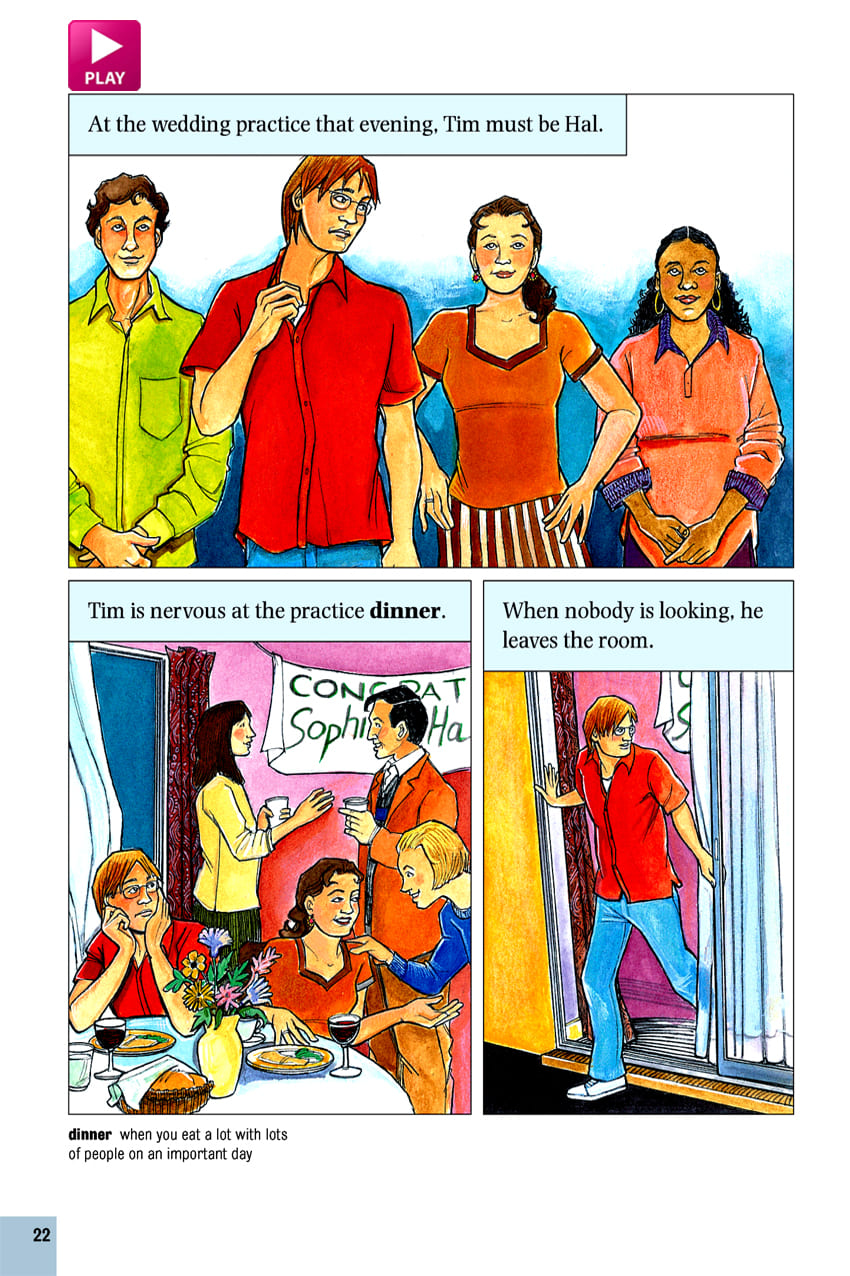 PLAY
At the wedding practice that evening, Tim must be Hal.
Tim is nervous at the practice dinner.
When nobody is looking, he
leaves the room.
Sophi Ha
dinner when you eat a lot with lots
of people on an important day
22